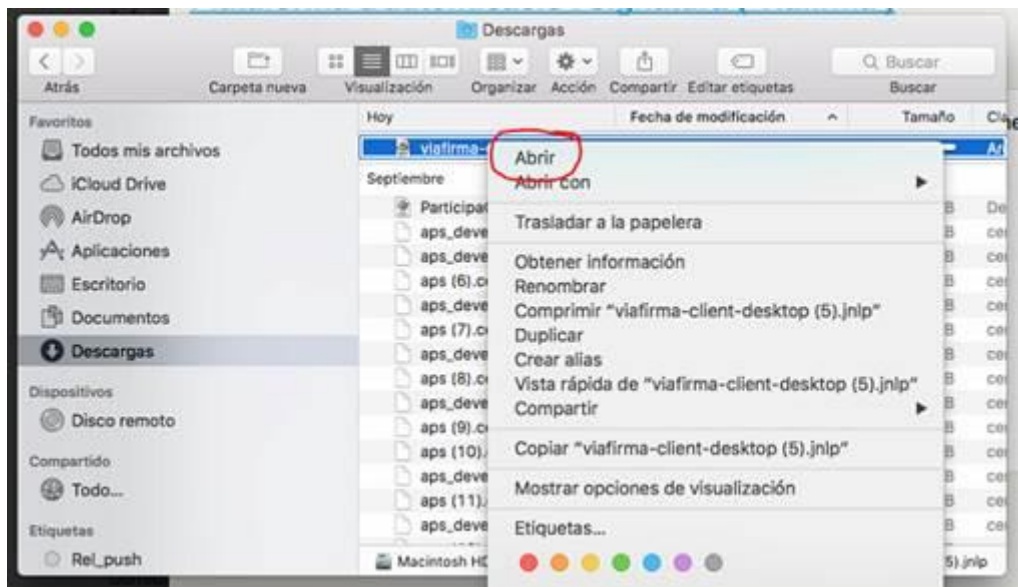 Descargas
Atrás Carpeta nueva Visualización Organizar Acción Compartir Editar etiquetas Buscar
Buscar
Favoritos
Todos mis archivos
iCloud Drive
AirDrop
Aplicaciones
Escritorio
Documentos
Descargas
Dispositivos
Disco remoto
Compartido
Todo...
Etiquetas
Rel_push
Hoy Fecha de modificación Tamaño Cla
viafirma-
Septiembre
Participa
aps_deve
aps_deve
aps (6).ce
aps_deve
aps (7).ce
aps_deve
aps (8).ce
aps_deve
aps (9).ce
aps (10).
aps_deve
aps (11).
aps_deve
Macintosh HD
5).jnlp
Abrir
Abrir con
Trasladar a la papelera
Obtener información
Renombrar
Comprimir "viafirma-client-desktop (5).jnlp"
Duplicar
Crear alias
Vista rápida de "viafirma-client-desktop (5).jnlp"
Compartir
Copiar "viafirma-client-desktop (5).jnlp"
Mostrar opciones de visualización
Etiquetas...